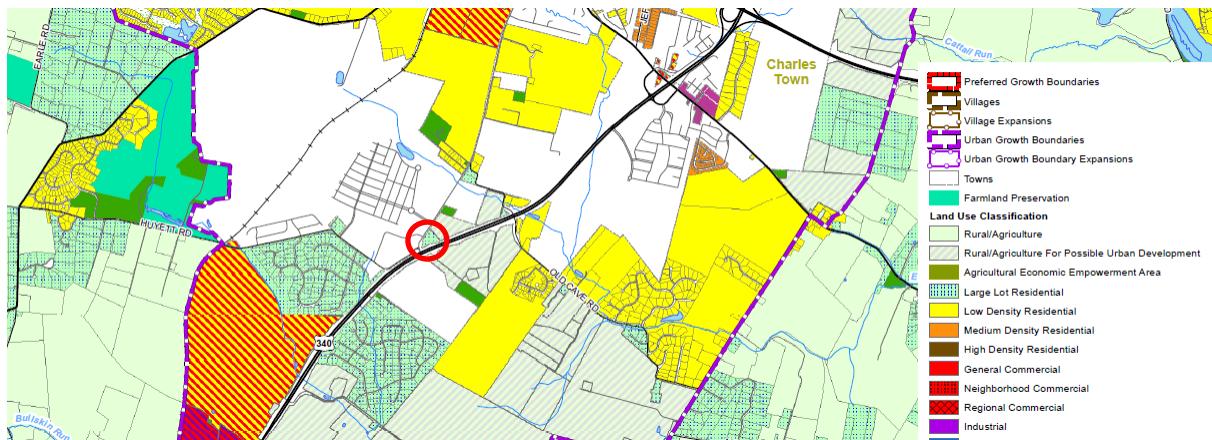 EARLE RD
JEF
Cattail Run
Charles
Town
HUYETT RD
OLD CAVE RD
340
Bullskin Run
E
Preferred Growth Boundaries
Villages
Village Expansions
Urban Growth Boundaries
Urban Growth Boundary Expansions
Towns
Farmland Preservation
Land Use Classification
Rural/Agriculture
Rural/Agriculture For Possible Urban Development
Agricultural Economic Empowerment Area
Large Lot Residential
Low Density Residential
Medium Density Residential
High Density Residential
General Commercial
Neighborhood Commercial
Regional Commercial
Industrial